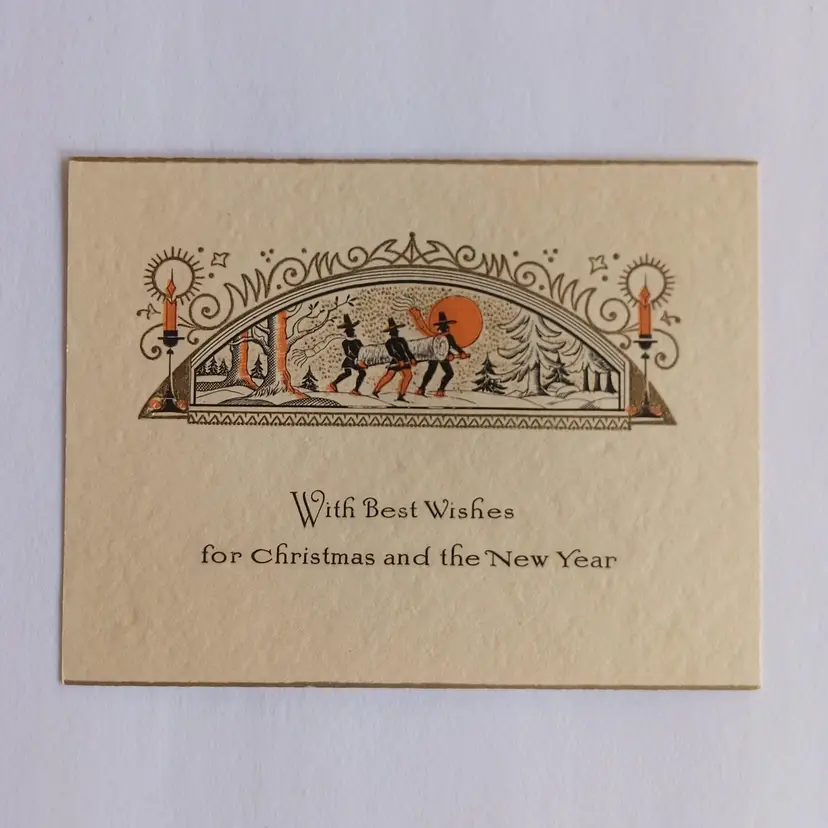 With Best Wishes
for Christmas and the New Year